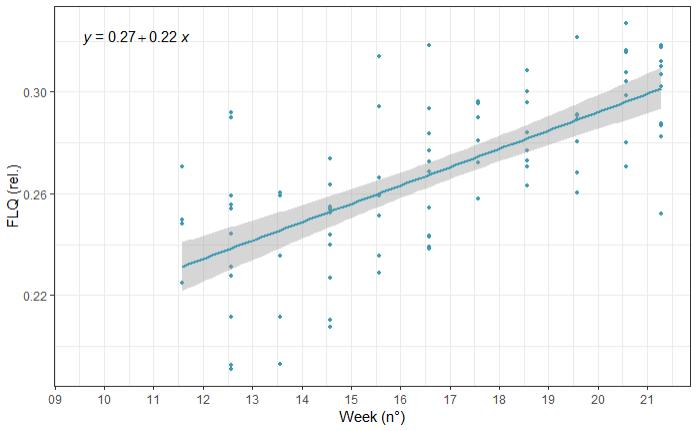 y = 0.27 + 0.22 x
FLQ (rel.)
0.30
0.26
0.22
09 10 11 12 13 14 15 16 17 18 19 20 21
Week (n°)